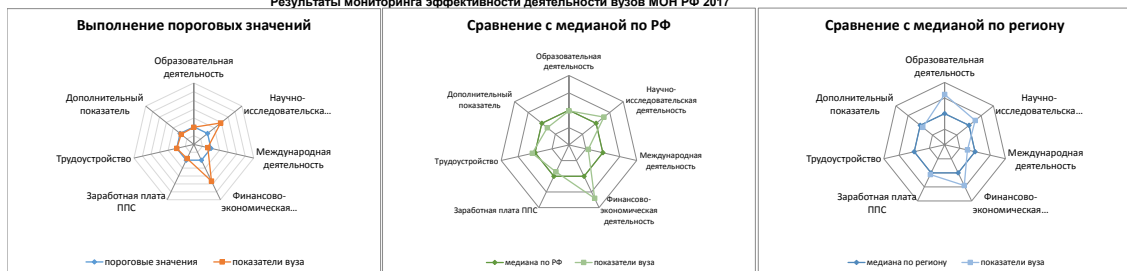 Результаты мониторинга эффективности деятельности вузов МОН РФ 2017
Выполнение пороговых значений
Образовательная
деятельность
Научно-
исследовательска...
Международная
деятельность
Финансово-
экономическая...
Заработная плата
ППС
Трудоустройство
Дополнительный
показатель
пороговые значения
показатели вуза
Сравнение с медианой по РФ
Образовательная
деятельность
Научно-
исследовательская
деятельность
Международная
деятельность
Финансово-
экономическая
деятельность
Заработная плата ППС
Трудоустройство
Дополнительный
показатель
медиана по РФ
показатели вуза
Сравнение с медианой по региону
Образовательная
деятельность
Научно-
исследовательска...
Международная
деятельность
Финансово-
экономическая...
Заработная плата
ППС
Трудоустройство
Дополнительный
показатель
медиана по региону
показатели вуза